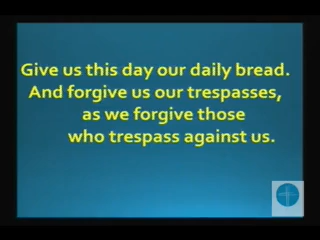 Give us this day our daily bread.
And forgive us our trespasses,
as we forgive those
who trespass against us.